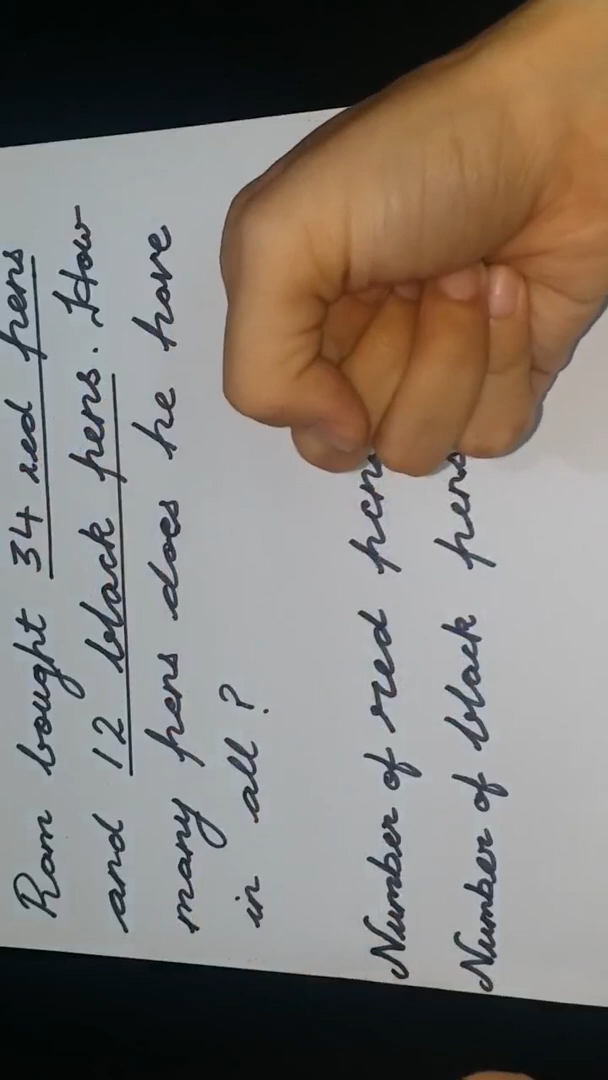 Ram bought 34 red pens
and 12 black pens. How
many pens does he have
in all?
Number of red pens
Number of black pens